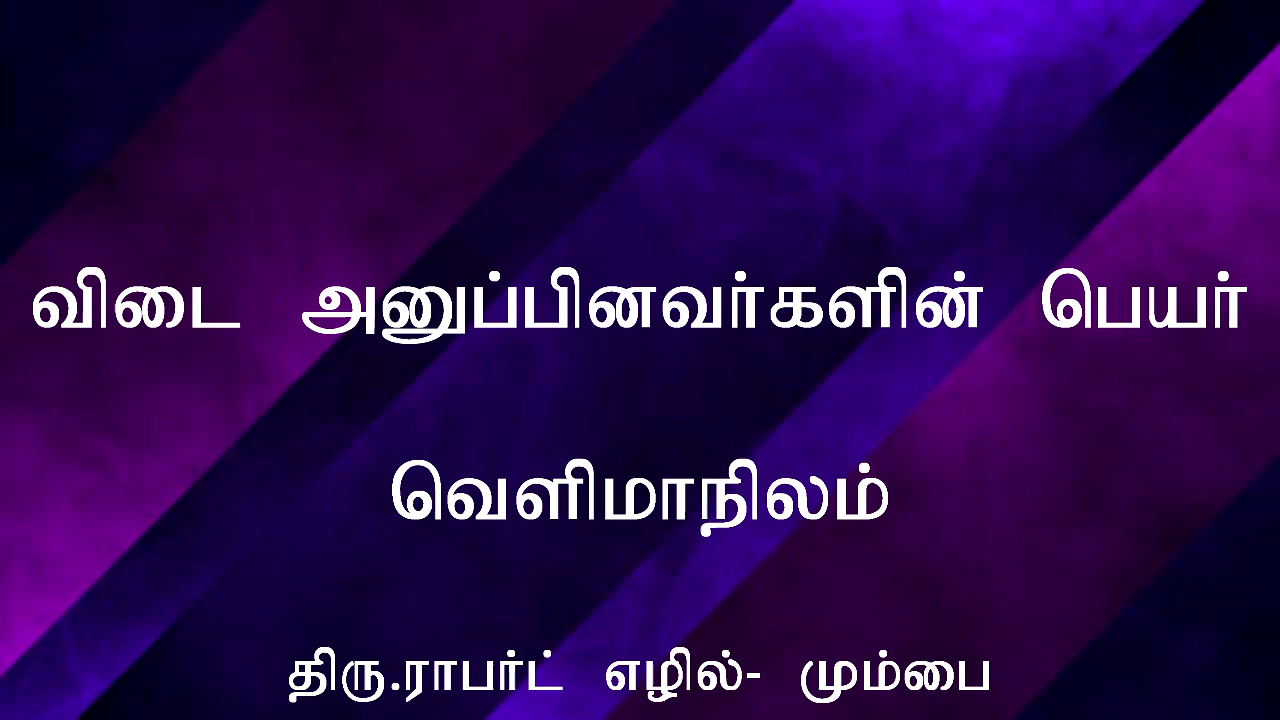 விடை அனுப்பினவர்களின் பெயர்
வெளிமாநிலம்
திரு.ராபர்ட் எழில்- மும்பை